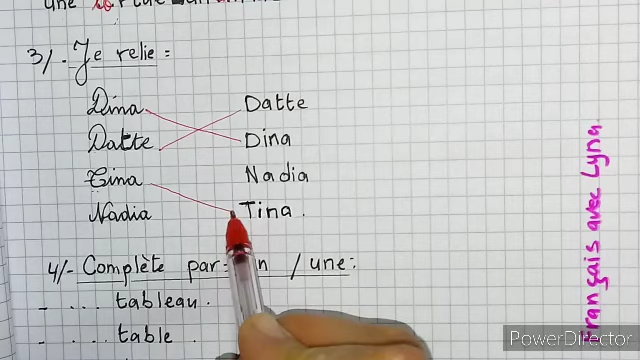 une
3/. Je relie :
Dina Datte
Datte Dina
Tina Nadia
Nadia Tina.
4/- Complète par: un / une:
- ... tableau.
- ... table
Français avec Lyna
PowerDirector